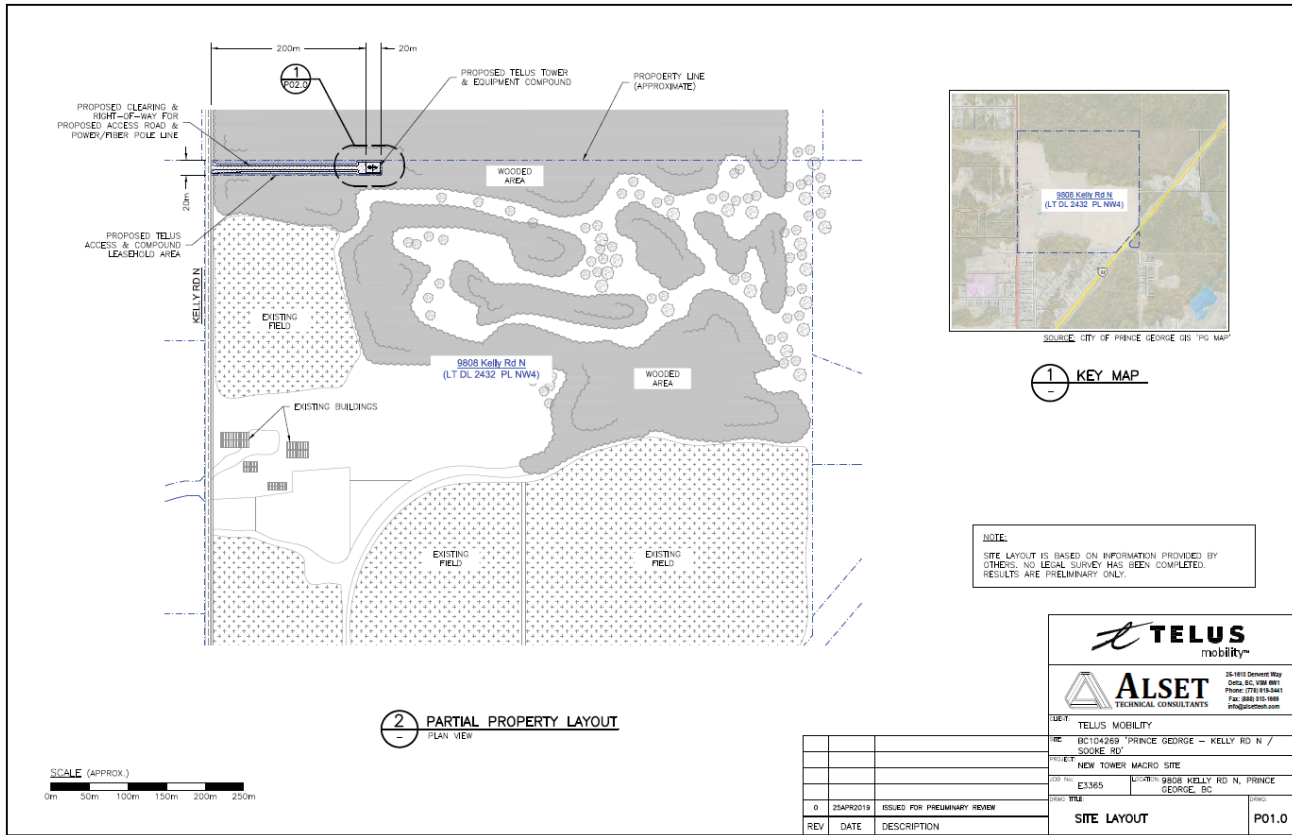 200m
20m
1
P02.0
PROPOSED TELUS TOWER
& EQUIPMENT COMPOUND
PROPOERTY LINE
(APPROXIMATE)
PROPOSED CLEARING &
RIGHT-OF-WAY FOR
PROPOSED ACCESS ROAD &
POWER/FIBER POLE LINE
20m
WOODED
AREA
PROPOSED TELUS
ACCESS & COMPOUND
LEASEHOLD AREA
KELLY RD N
EXISTING
FIELD
9808 Kelly Rd N
(LT DL 2432 PL NW4)
WOODED
AREA
EXISTING BUILDINGS
EXISTING
FIELD
EXISTING
FIELD
2
-
PARTIAL PROPERTY LAYOUT
PLAN VIEW
SCALE (APPROX.)
0m 50m 100m 150m 200m 250m
9808 Kelly Rd N
(LT DL 2432 PL NW4)
SOURCE: CITY OF PRINCE GEORGE GIS 'PG MAP'
1
-
KEY MAP
NOTE:
SITE LAYOUT IS BASED ON INFORMATION PROVIDED BY
OTHERS. NO LEGAL SURVEY HAS BEEN COMPLETED.
RESULTS ARE PRELIMINARY ONLY.
TELUS
mobility™
ALSET
TECHNICAL CONSULTANTS
Delta, BC,
CLIENT:
TELUS MOBILITY
SITE:
BC104269 'PRINCE GEORGE – KELLY RD N /
SOOKE RD'
PROJECT:
NEW TOWER MACRO SITE
JOB No:
E3365
LOCATION:
9808 KELLY RD N, PRINCE
GEORGE, BC
DRWG TITLE:
SITE LAYOUT
DRWG:
P01.0
0 25APR2019 ISSUED FOR PRELIMINARY REVIEW
REV DATE DESCRIPTION